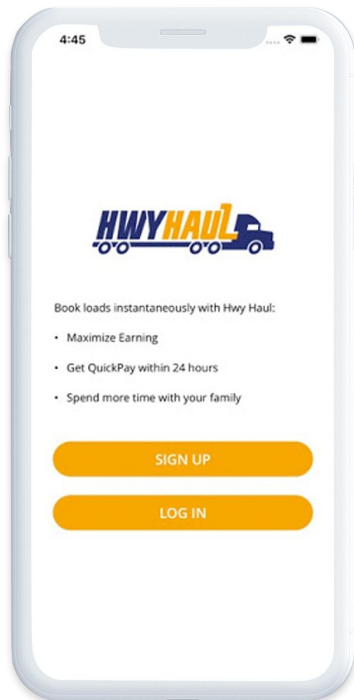 4:45
HWYHAUL
Book loads instantaneously with Hwy Haul:
• Maximize Earning
• Get QuickPay within 24 hours
• Spend more time with your family
SIGN UP
LOG IN